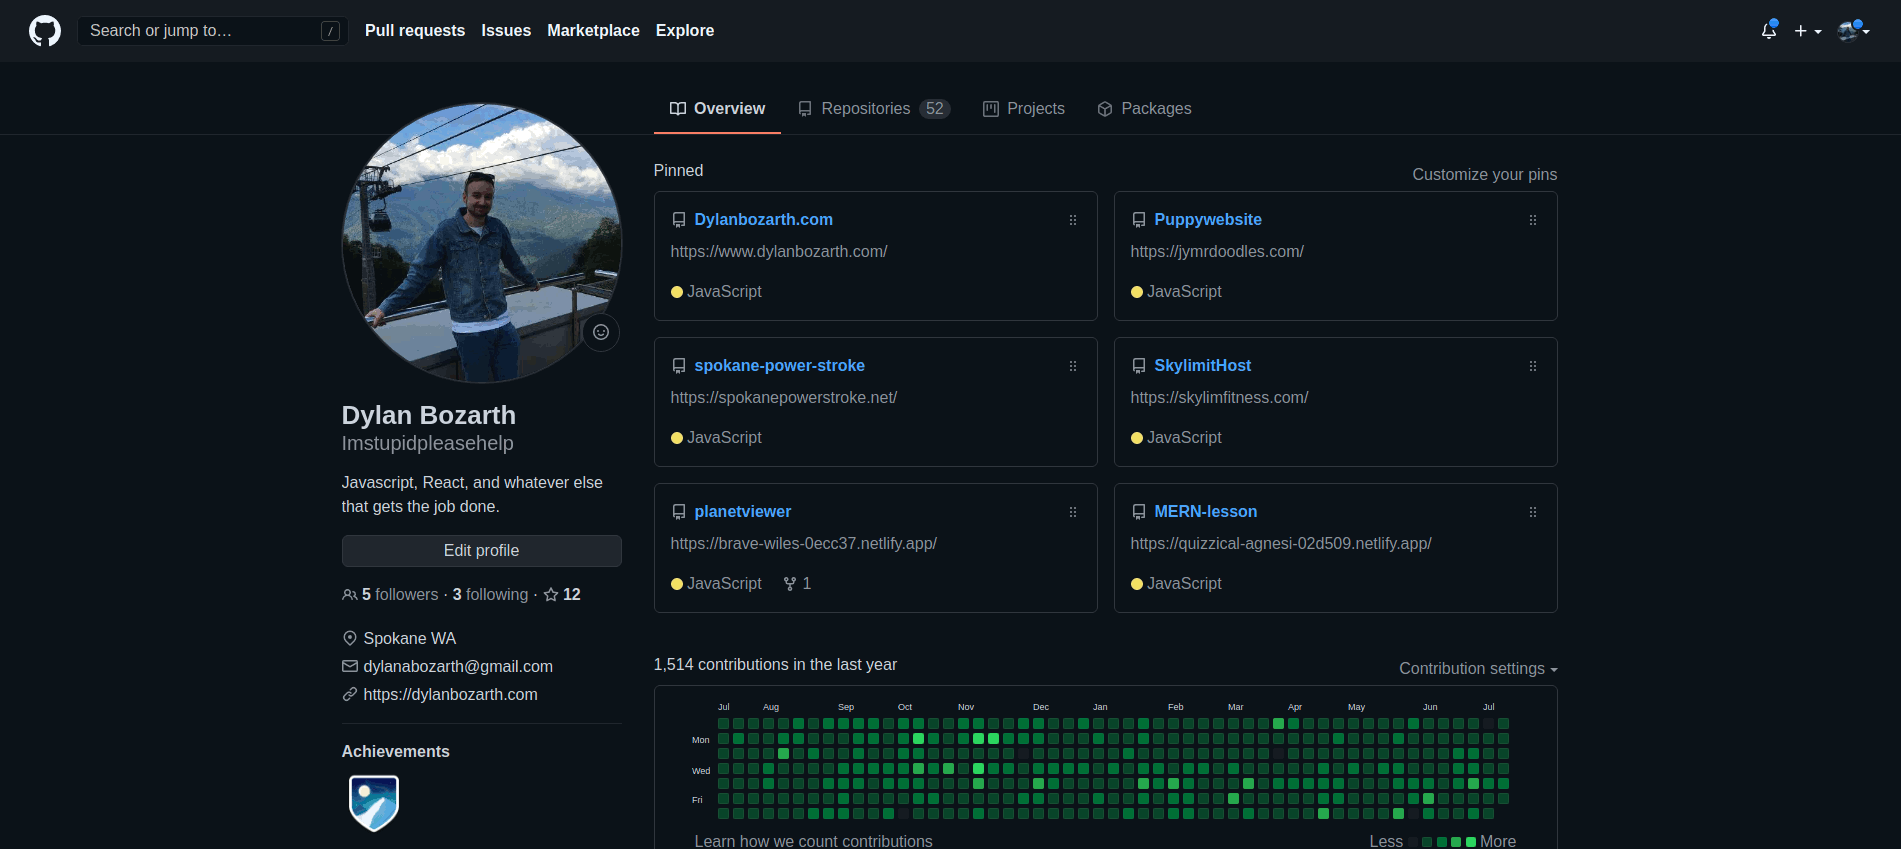 Search or jump to… / Pull requests Issues Marketplace Explore
Overview Repositories 52 Projects Packages
Pinned Customize your pins
Dylanbozarth.com
https://www.dylanbozarth.com/
JavaScript
Puppywebsite
https://jymrdoodles.com/
JavaScript
spokane-power-stroke
https://spokanepowerstroke.net/
JavaScript
SkylimitHost
https://skylimfitness.com/
JavaScript
planetviewer
https://brave-wiles-0ecc37.netlify.app/
JavaScript 1
MERN-lesson
https://quizzical-agnesi-02d509.netlify.app/
JavaScript
Dylan Bozarth
Imstupidpleasehelp
Javascript, React, and whatever else
that gets the job done.
Edit profile
5 followers · 3 following · 12
Spokane WA
dylanabozarth@gmail.com
https://dylanbozarth.com
Achievements
1,514 contributions in the last year Contribution settings
Jul Aug Sep Oct Nov Dec Jan Feb Mar Apr May Jun Jul
Mon
Wed
Fri
Learn how we count contributions Less More